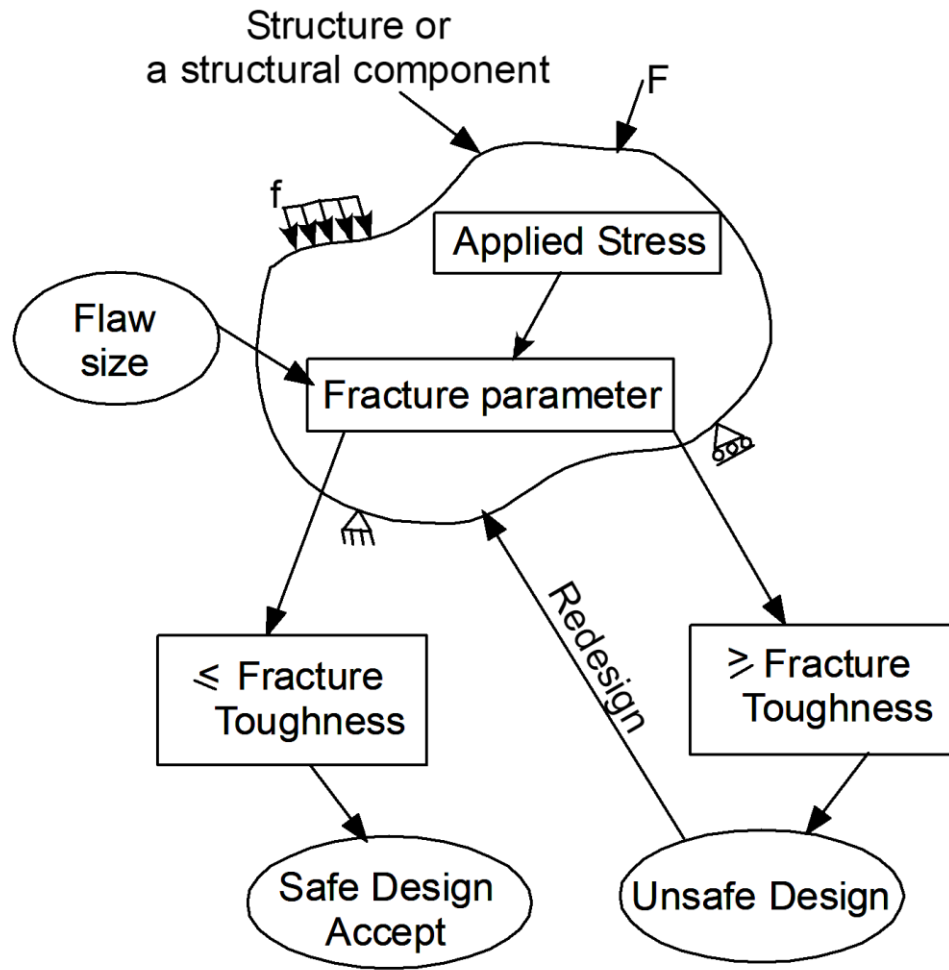 Structure or
a structural component
F
f
Applied Stress
Flaw
size
Fracture parameter
Redesign
⩽ Fracture
Toughness
⩾ Fracture
Toughness
Safe Design
Accept
Unsafe Design